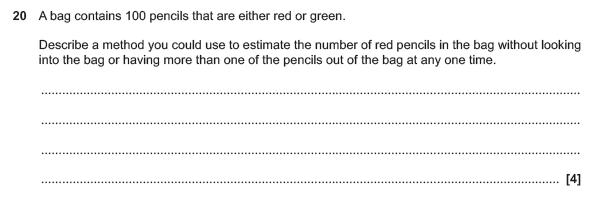 20 A bag contains 100 pencils that are either red or green.
Describe a method you could use to estimate the number of red pencils in the bag without looking
into the bag or having more than one of the pencils out of the bag at any one time.
....................................................................................................
....................................................................................................
....................................................................................................
.................................................................................................... [4]